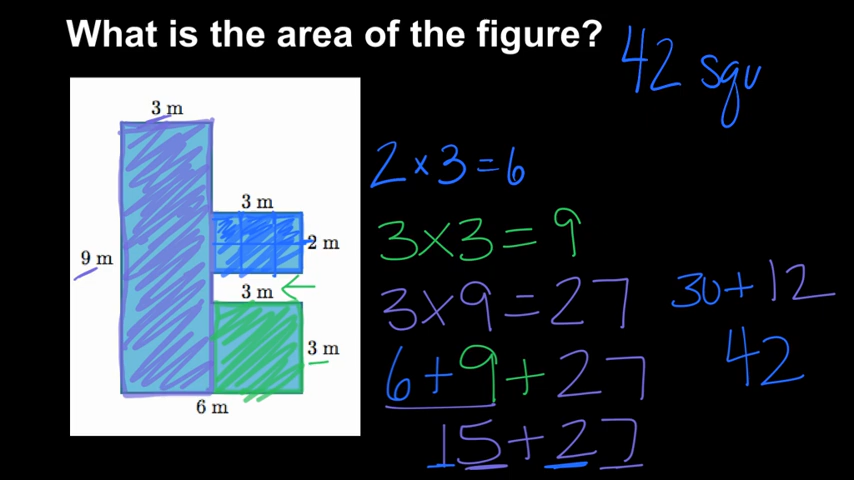 What is the area of the figure?
42 squ
3 m
2 × 3 = 6
3 m
3 × 3 = 9
2 m
9 m
3 m
3 × 9 = 27
30 + 12
3 m
6 + 9 + 27
42
6 m
15 + 27